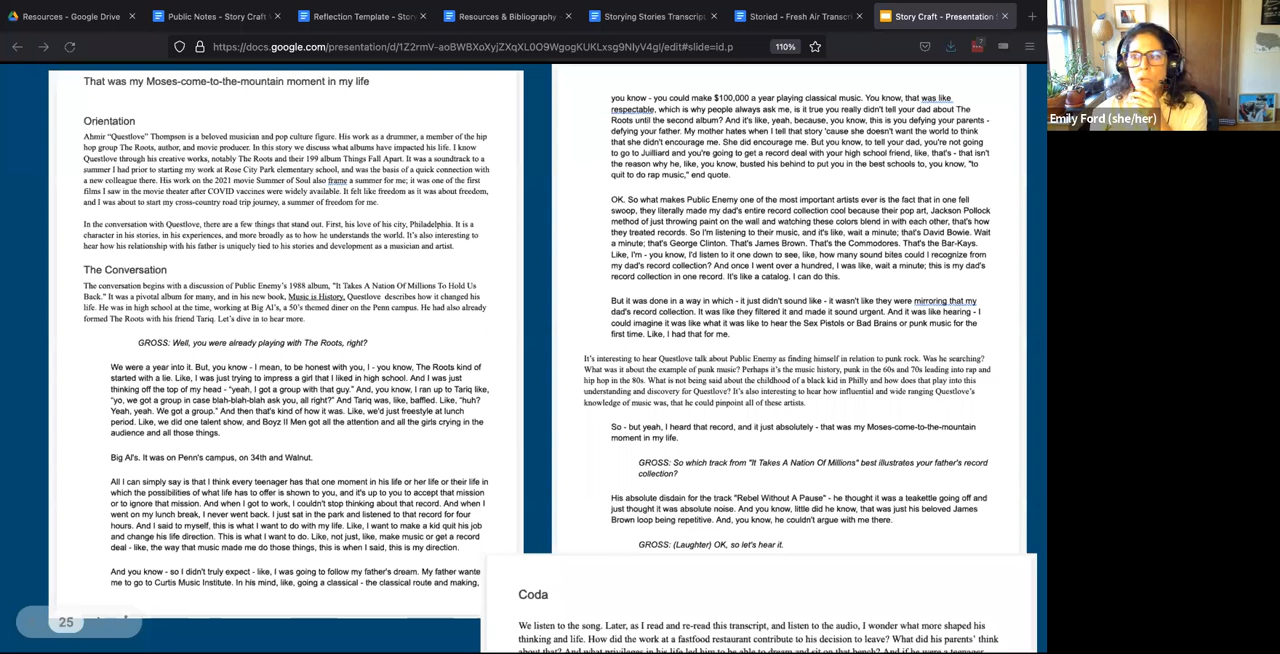 Resources - Google Drive
Public Notes - Story Craft
Reflection Template - Story
Resources & Bibliography -
Storying Stories Transcript
Storied - Fresh Air Transcri
Story Craft - Presentation S
https://docs.google.com/presentation/d/1Z2rmV-aoBWBXoXyjZXqXL0O9WgogKUKLxsg9NIyV4gI/edit#slide=id.p
110%
Emily Ford (she/her)
That was my Moses-come-to-the-mountain moment in my life
Orientation
Ahmir “Questlove” Thompson is a beloved musician and pop culture figure. His work as a drummer, a member of the hip
hop group The Roots, author, and movie producer. In this story we discuss what albums have impacted his life. I know
Questlove through his creative works, notably The Roots and their 199 album Things Fall Apart. It was a soundtrack to a
summer I had prior to starting my work at Rose City Park elementary school, and was the basis of a quick connection with
a new colleague there. His work on the 2021 movie Summer of Soul also frame a summer for me; it was one of the first
films I saw in the movie theater after COVID vaccines were widely available. It felt like freedom as it was about freedom,
and I was about to start my cross-country road trip journey, a summer of freedom for me.
In the conversation with Questlove, there are a few things that stand out. First, his love of his city, Philadelphia. It is a
character in his stories, in his experiences, and more broadly as to how he understands the world. It’s also interesting to
hear how his relationship with his father is uniquely tied to his stories and development as a musician and artist.
The Conversation
The conversation begins with a discussion of Public Enemy’s 1988 album, "It Takes A Nation Of Millions To Hold Us
Back." It was a pivotal album for many, and in his new book, Music is History, Questlove describes how it changed his
life. He was in high school at the time, working at Big Al’s, a 50’s themed diner on the Penn campus. He had also already
formed The Roots with his friend Tariq. Let’s dive in to hear more.
GROSS: Well, you were already playing with The Roots, right?
We were a year into it. But, you know - I mean, to be honest with you, I - you know, The Roots kind of
started with a lie. Like, I was just trying to impress a girl that I liked in high school. And I was just
thinking off the top of my head - “yeah, I got a group with that guy.” And, you know, I ran up to Tariq like,
“yo, we got a group in case blah-blah-blah ask you, all right?” And Tariq was, like, baffled. Like, “huh?
Yeah, yeah. We got a group.” And then that's kind of how it was. Like, we'd just freestyle at lunch
period. Like, we did one talent show, and Boyz II Men got all the attention and all the girls crying in the
audience and all those things.
Big Al's. It was on Penn's campus, on 34th and Walnut.
All I can simply say is that I think every teenager has that one moment in his life or her life or their life in
which the possibilities of what life has to offer is shown to you, and it's up to you to accept that mission
or to ignore that mission. And when I got to work, I couldn't stop thinking about that record. And when I
went on my lunch break, I never went back. I just sat in the park and listened to that record for four
hours. And I said to myself, this is what I want to do with my life. Like, I want to make a kid quit his job
and change his life direction. This is what I want to do. Like, not just, like, make music or get a record
deal - like, the way that music made me do those things, this is when I said, this is my direction.
And you know - so I didn't truly expect - like, I was going to follow my father's dream. My father wante
me to go to Curtis Music Institute. In his mind, like, going a classical - the classical route and making,
25
you know - you could make $100,000 a year playing classical music. You know, that was like
respectable, which is why people always ask me, is it true you really didn't tell your dad about The
Roots until the second album? And it's like, yeah, because, you know, this is you defying your parents -
defying your father. My mother hates when I tell that story 'cause she doesn't want the world to think
that she didn't encourage me. She did encourage me. But you know, to tell your dad, you're not going
to go to Juilliard and you're going to get a record deal with your high school friend, like, that's - that isn't
the reason why he, like, you know, busted his behind to put you in the best schools to, you know, "to
quit to do rap music," end quote.
OK. So what makes Public Enemy one of the most important artists ever is the fact that in one fell
swoop, they literally made my dad's entire record collection cool because their pop art, Jackson Pollock
method of just throwing paint on the wall and watching these colors blend in with each other, that's how
they treated records. So I'm listening to their music, and it's like, wait a minute; that's David Bowie. Wait
a minute; that's George Clinton. That's James Brown. That's the Commodores. That's the Bar-Kays.
Like, I'm - you know, I'd listen to it one down to see, like, how many sound bites could I recognize from
my dad's record collection? And once I went over a hundred, I was like, wait a minute; this is my dad's
record collection in one record. It's like a catalog. I can do this.
But it was done in a way in which - it just didn't sound like - it wasn't like they were mirroring that my
dad's record collection. It was like they filtered it and made it sound urgent. And it was like hearing - I
could imagine it was like what it was like to hear the Sex Pistols or Bad Brains or punk music for the
first time. Like, I had that for me.
It’s interesting to hear Questlove talk about Public Enemy as finding himself in relation to punk rock. Was he searching?
What was it about the example of punk music? Perhaps it’s the music history, punk in the 60s and 70s leading into rap and
hip hop in the 80s. What is not being said about the childhood of a black kid in Philly and how does that play into this
understanding and discovery for Questlove? It’s also interesting to hear how influential and wide ranging Questlove’s
knowledge of music was, that he could pinpoint all of these artists.
So - but yeah, I heard that record, and it just absolutely - that was my Moses-come-to-the-mountain
moment in my life.
GROSS: So which track from "It Takes A Nation Of Millions" best illustrates your father's record
collection?
His absolute disdain for the track "Rebel Without A Pause" - he thought it was a teakettle going off and
just thought it was absolute noise. And you know, little did he know, that was just his beloved James
Brown loop being repetitive. And, you know, he couldn't argue with me there.
GROSS: (Laughter) OK, so let's hear it.
Coda
We listen to the song. Later, as I read and re-read this transcript, and listen to the audio, I wonder what more shaped his
thinking and life. How did the work at a fastfood restaurant contribute to his decision to leave? What did his parents’ think
about that? And what privileges in his life led him to be able to dream and sit on that bench? And if he were a teenager